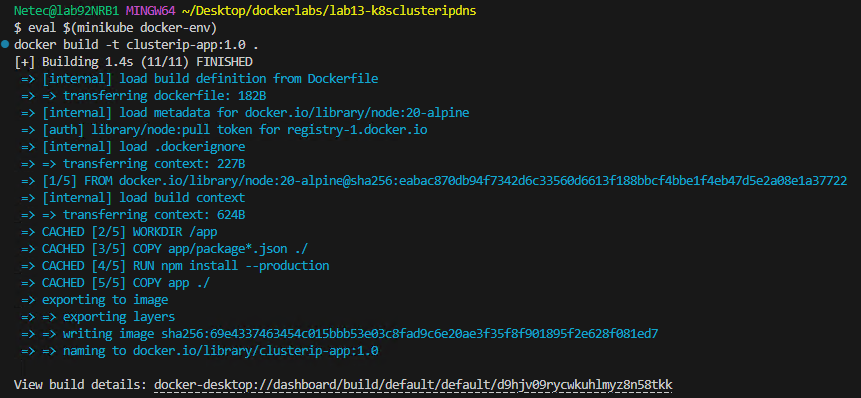 Netec@lab92NRB1 MINGW64 ~/Desktop/dockerlabs/lab13-k8sclusteripdns
$ eval $(minikube docker-env)
docker build -t clusterip-app:1.0 .
[+] Building 1.4s (11/11) FINISHED
=> [internal] load build definition from Dockerfile
=> => transferring dockerfile: 182B
=> [internal] load metadata for docker.io/library/node:20-alpine
=> [auth] library/node:pull token for registry-1.docker.io
=> [internal] load .dockerignore
=> => transferring context: 227B
=> [1/5] FROM docker.io/library/node:20-alpine@sha256:eabac870db94f7342d6c33560d6613f188bbcf4bbe1f4eb47d5e2a08e1a37722
=> [internal] load build context
=> => transferring context: 624B
=> CACHED [2/5] WORKDIR /app
=> CACHED [3/5] COPY app/package*.json ./
=> CACHED [4/5] RUN npm install --production
=> CACHED [5/5] COPY app ./
=> exporting to image
=> => exporting layers
=> => writing image sha256:69e4337463454c015bbb53e03c8fad9c6e20ae3f35f8f901895f2e628f081ed7
=> => naming to docker.io/library/clusterip-app:1.0
View build details: docker-desktop://dashboard/build/default/default/d9hjv09rycwkuhlmyz8n58tkk